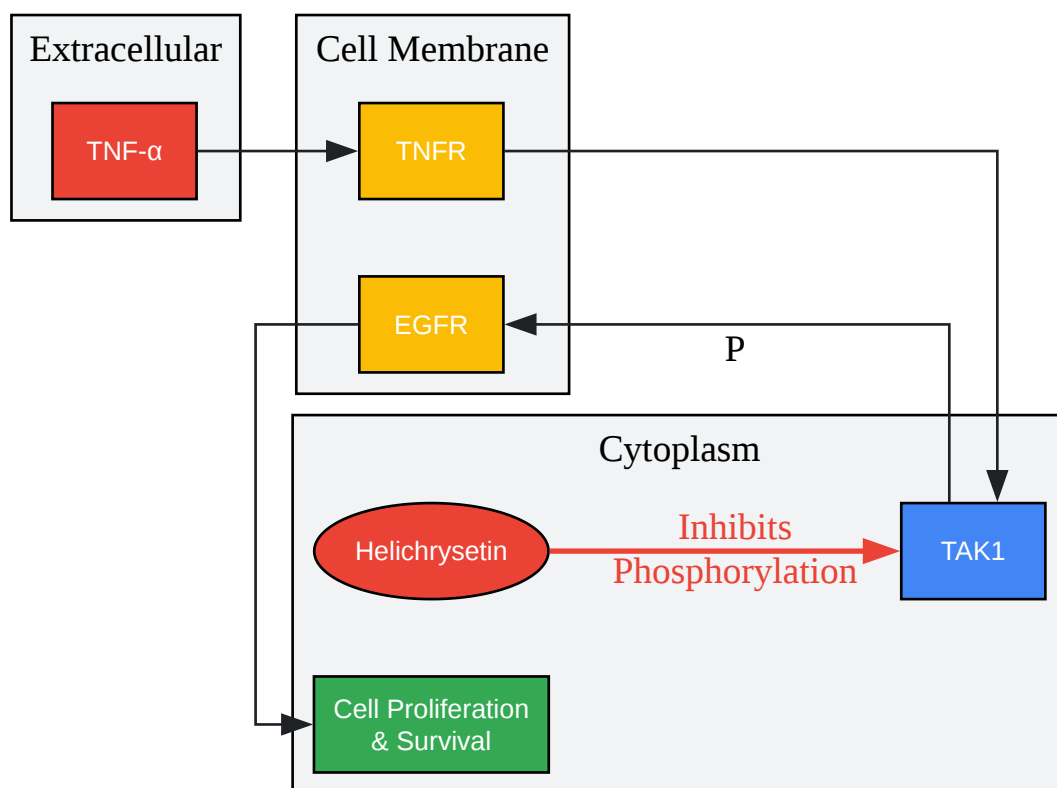 Extracellular
Cell Membrane
TNF-α
TNFR
EGFR
P
Cytoplasm
Helichrysetin
Inhibits
Phosphorylation
TAK1
Cell Proliferation
& Survival